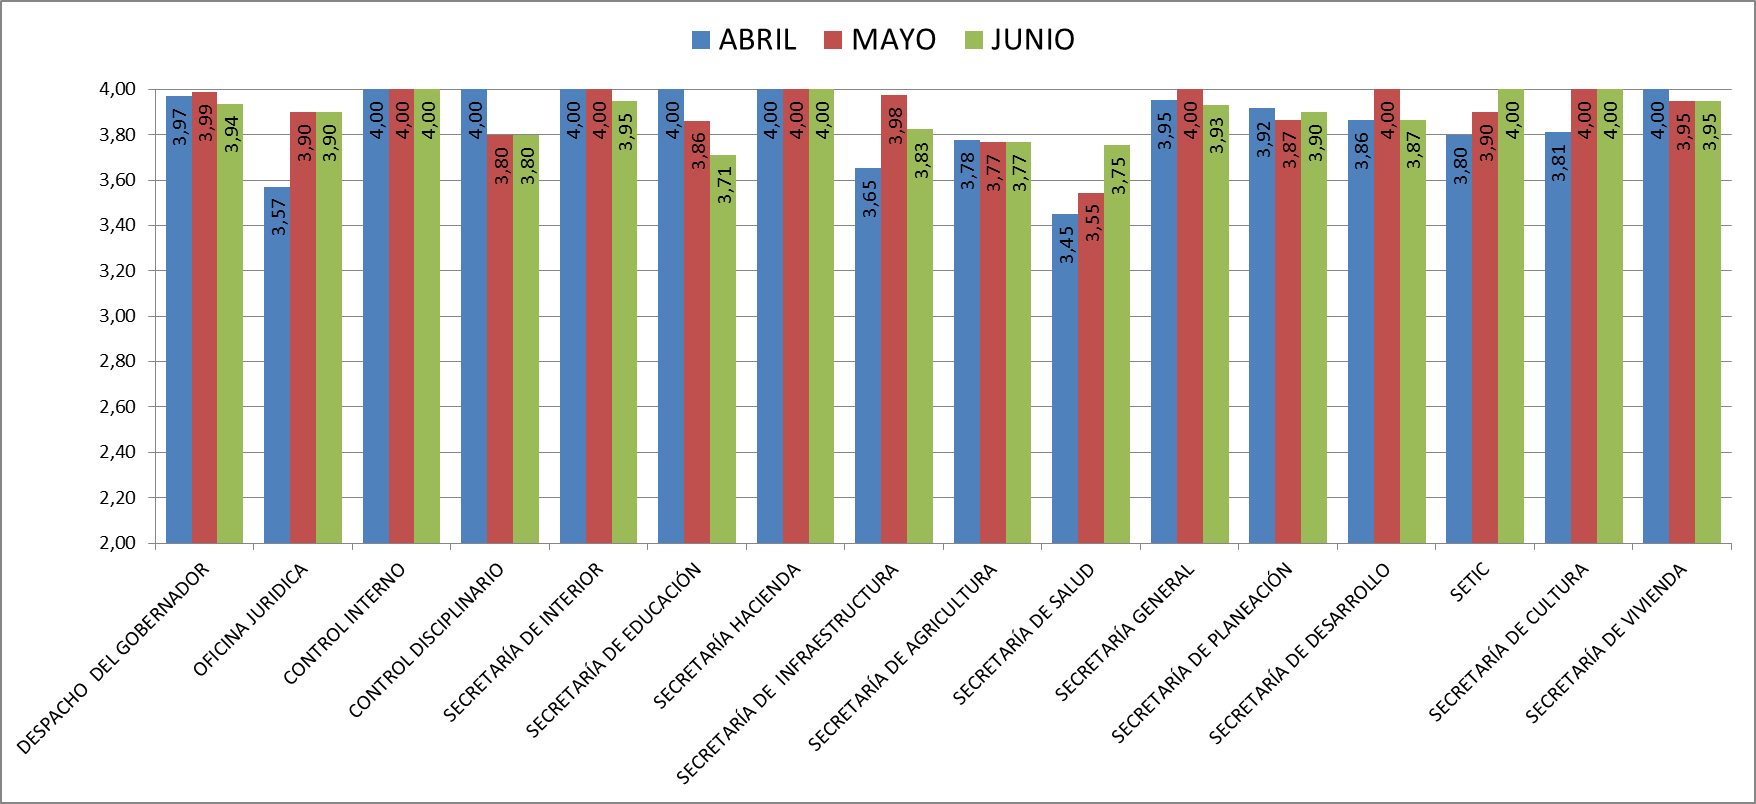 ABRIL MAYO JUNIO
4,00
3,80
3,60
3,40
3,20
3,00
2,80
2,60
2,40
2,20
2,00
3,97 3,99 3,94
3,57 3,90 3,90
4,00 4,00 4,00
4,00 3,80 3,80
4,00 4,00 3,95
4,00 3,86 3,71
4,00 4,00 4,00
3,65 3,98 3,83
3,78 3,77 3,77
3,45 3,55 3,75
3,95 4,00 3,93
3,92 3,87 3,90
3,86 4,00 3,87
3,80 3,90 4,00
3,81 4,00 4,00
4,00 3,95 3,95
DESPACHO DEL GOBERNADOR
OFICINA JURIDICA
CONTROL INTERNO
CONTROL DISCIPLINARIO
SECRETARÍA DE INTERIOR
SECRETARÍA DE EDUCACIÓN
SECRETARÍA HACIENDA
SECRETARÍA DE INFRAESTRUCTURA
SECRETARÍA DE AGRICULTURA
SECRETARÍA DE SALUD
SECRETARÍA GENERAL
SECRETARÍA DE PLANEACIÓN
SECRETARÍA DE DESARROLLO
SETIC
SECRETARÍA DE CULTURA
SECRETARÍA DE VIVIENDA